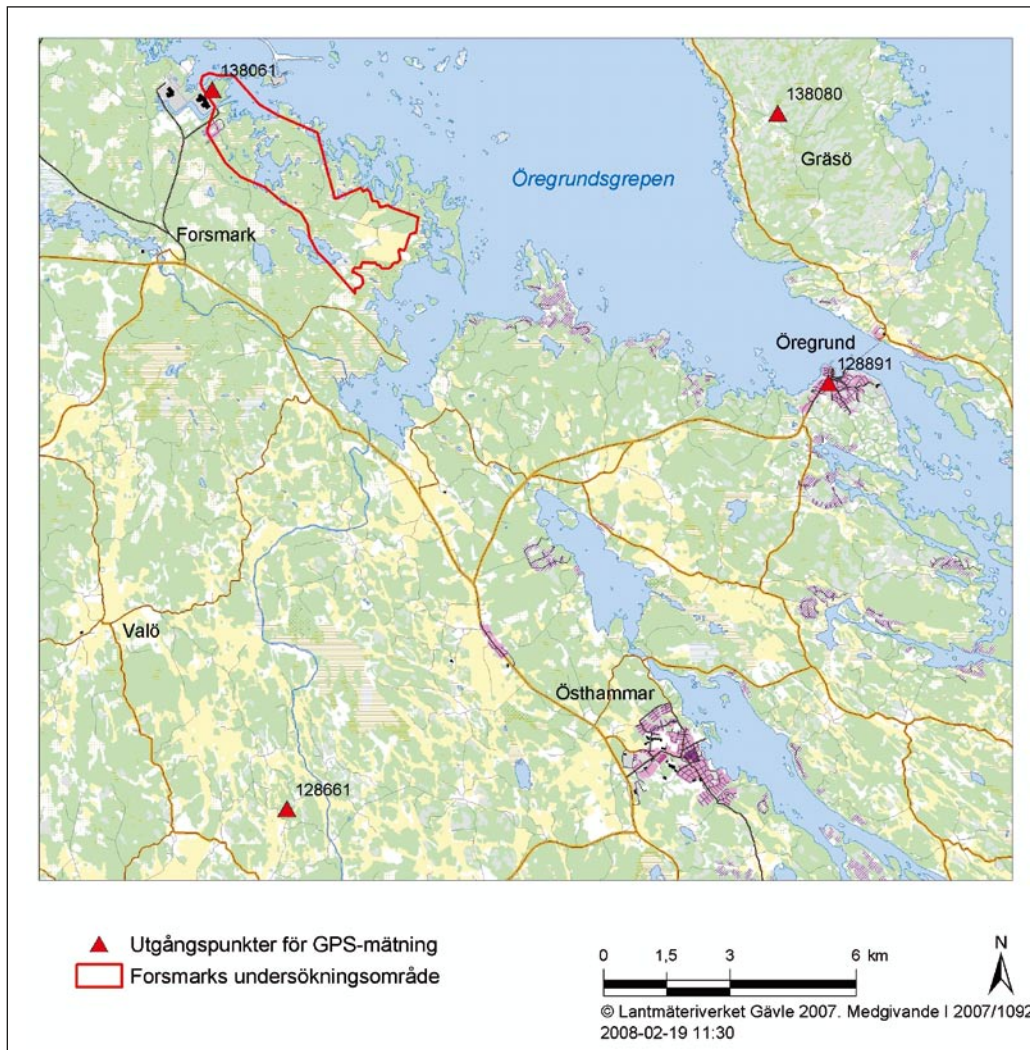 138061
138080
Gräsö
Öregrundsgrepen
Forsmark
Öregrund
128891
Valö
Östhammar
128661
Utgångspunkter för GPS-mätning
Forsmarks undersökningsområde
0 1,5 3 6 km
N
© Lantmäteriverket Gävle 2007. Medgivande I 2007/1092
2008-02-19 11:30